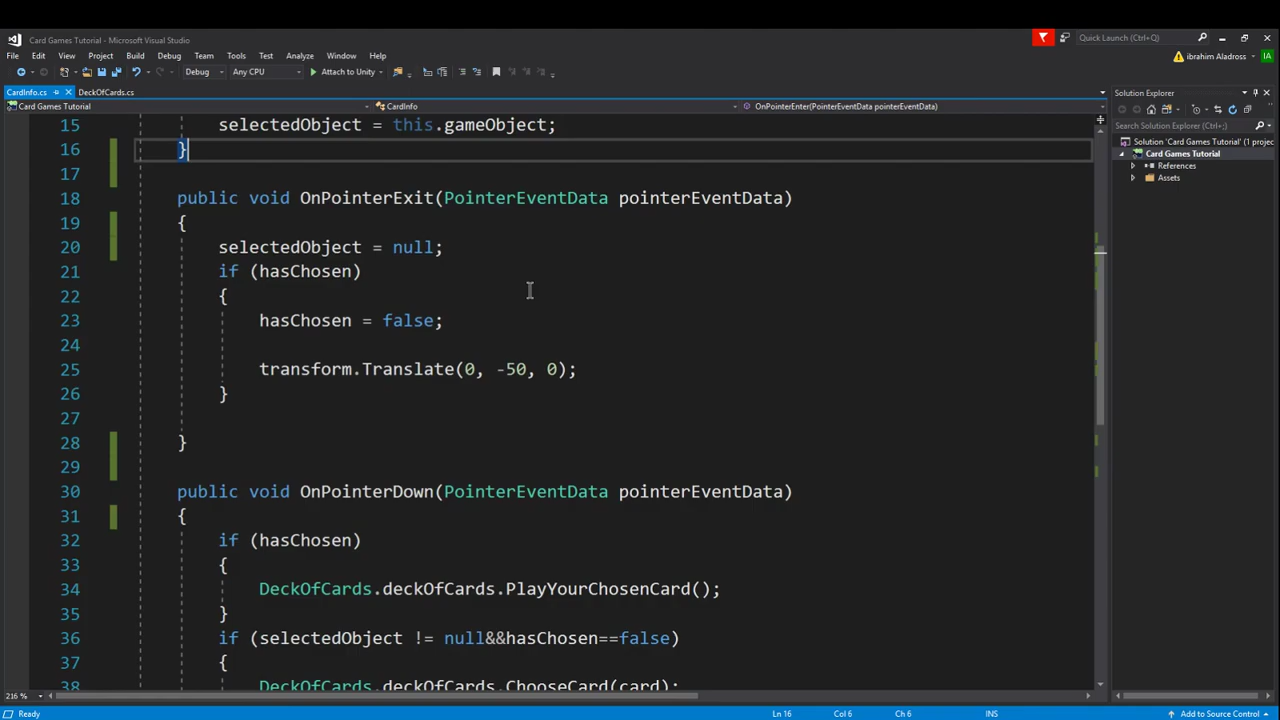 Card Games Tutorial - Microsoft Visual Studio
Quick Launch (Ctrl+Q)
File Edit View Project Build Debug Team Tools Test Analyze Window Help
ibrahim Aladross IA
Debug Any CPU Attach to Unity
CardInfo.cs DeckOfCards.cs
Solution Explorer
Card Games Tutorial CardInfo OnPointerEnter(PointerEventData pointerEventData)
Search Solution Explorer (Ctrl+;)
Solution 'Card Games Tutorial' (1 projec
Card Games Tutorial
References
Assets
15 selectedObject = this.gameObject;
16 }
17
18 public void OnPointerExit(PointerEventData pointerEventData)
19 {
20 selectedObject = null;
21 if (hasChosen)
22 {
23 hasChosen = false;
24
25 transform.Translate(0, -50, 0);
26 }
27
28 }
29
30 public void OnPointerDown(PointerEventData pointerEventData)
31 {
32 if (hasChosen)
33 {
34 DeckOfCards.deckOfCards.PlayYourChosenCard();
35 }
36 if (selectedObject != null&&hasChosen==false)
37 {
38 DeckOfCards.deckOfCards.ChooseCard(card);
216 %
Ready Ln 16 Col 6 Ch 6 INS Add to Source Control